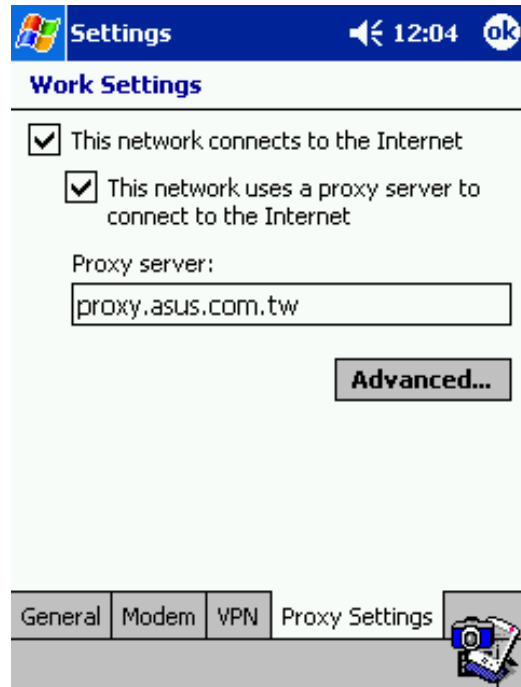 Settings 12:04 ok
Work Settings
This network connects to the Internet
This network uses a proxy server to
connect to the Internet
Proxy server:
proxy.asus.com.tw
Advanced...
General Modem VPN Proxy Settings